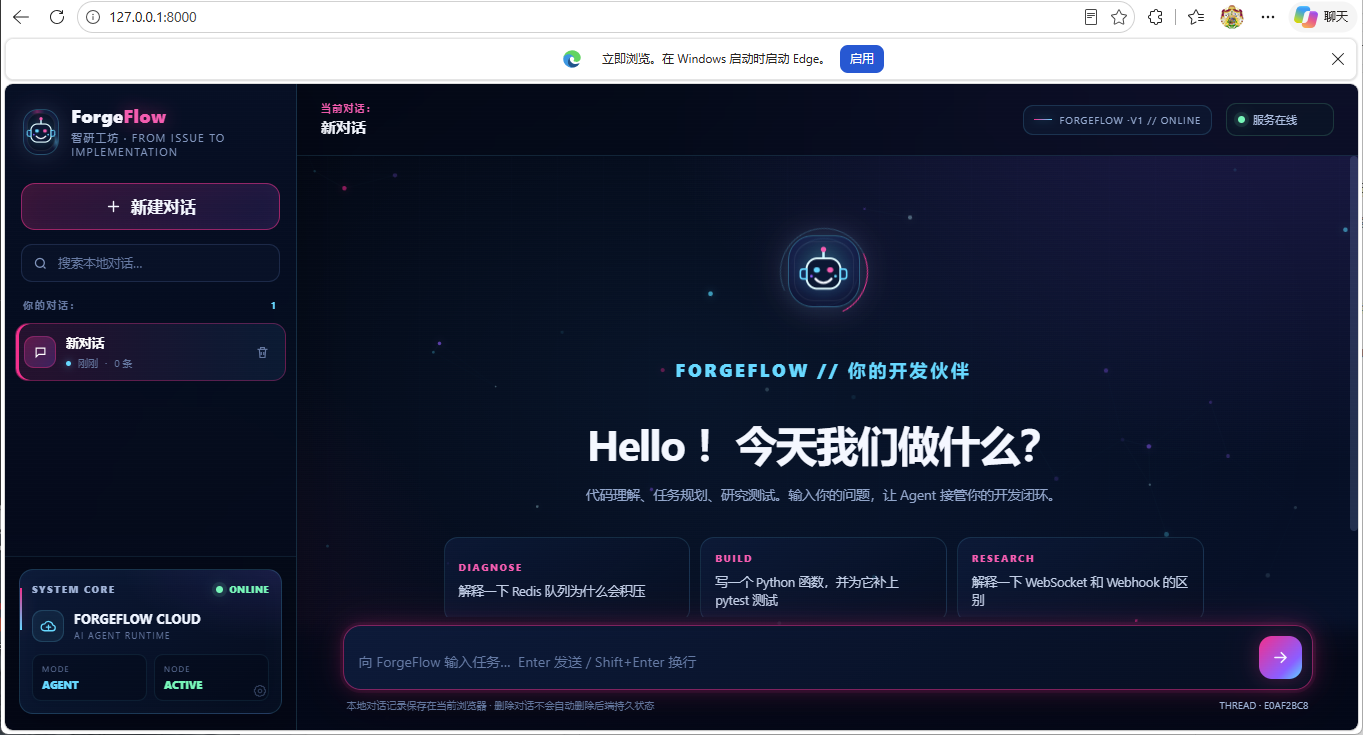 127.0.0.1:8000
聊天
立即浏览。在 Windows 启动时启动 Edge。
启用
ForgeFlow
智研工坊 · FROM ISSUE TO
IMPLEMENTATION
+ 新建对话
搜索本地对话...
你的对话：
1
新对话
刚刚 · 0 条
SYSTEM CORE
ONLINE
FORGEFLOW CLOUD
AI AGENT RUNTIME
MODE
AGENT
NODE
ACTIVE
当前对话：
新对话
FORGEFLOW ·V1 // ONLINE
服务在线
FORGEFLOW // 你的开发伙伴
Hello！ 今天我们做什么？
代码理解、任务规划、研究测试。输入你的问题，让 Agent 接管你的开发闭环。
DIAGNOSE
解释一下 Redis 队列为什么会积压
BUILD
写一个 Python 函数，并为它补上
pytest 测试
RESEARCH
解释一下 WebSocket 和 Webhook 的区
别
向 ForgeFlow 输入任务... Enter 发送 / Shift+Enter 换行
本地对话记录保存在当前浏览器 · 删除对话不会自动删除后端持久状态
THREAD · E0AF2BC8